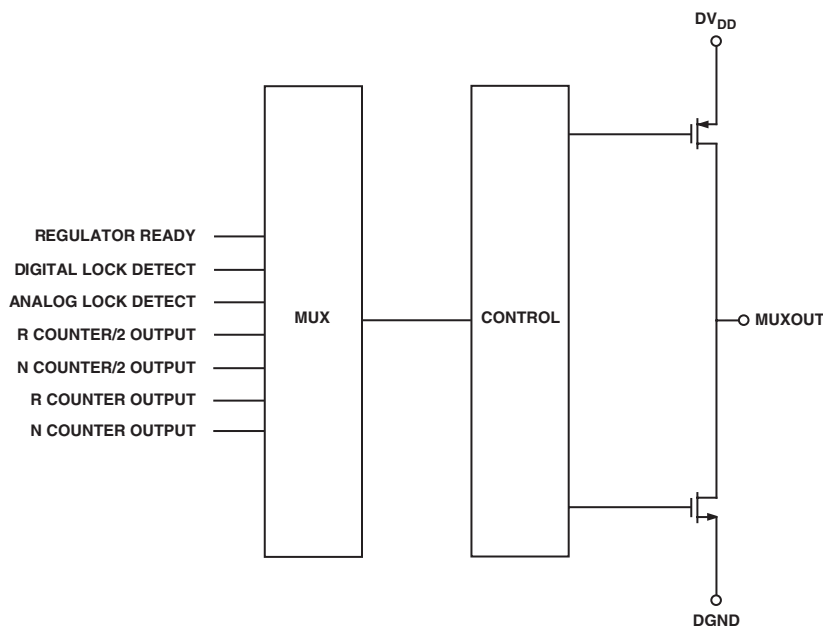 DVDD
REGULATOR READY
DIGITAL LOCK DETECT
ANALOG LOCK DETECT
R COUNTER/2 OUTPUT
N COUNTER/2 OUTPUT
R COUNTER OUTPUT
N COUNTER OUTPUT
MUX
CONTROL
MUXOUT
DGND